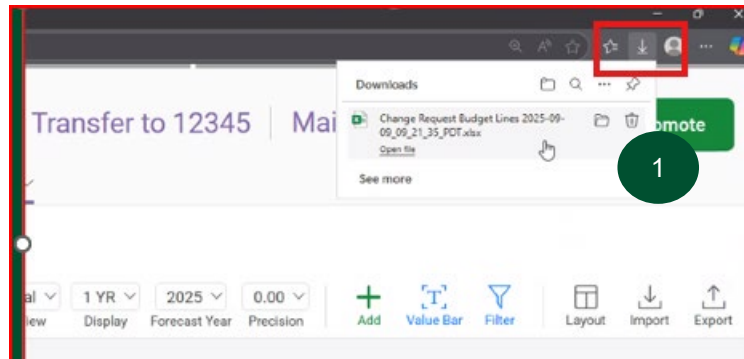 Downloads
Transfer to 12345 Mai
Change Request Budget Lines 2025-09-
09_09_21_35_PDT.xlsx
Open file
omote
1
See more
al 1 YR 2025 0.00
iew Display Forecast Year Precision Add Value Bar Filter Layout Import Export